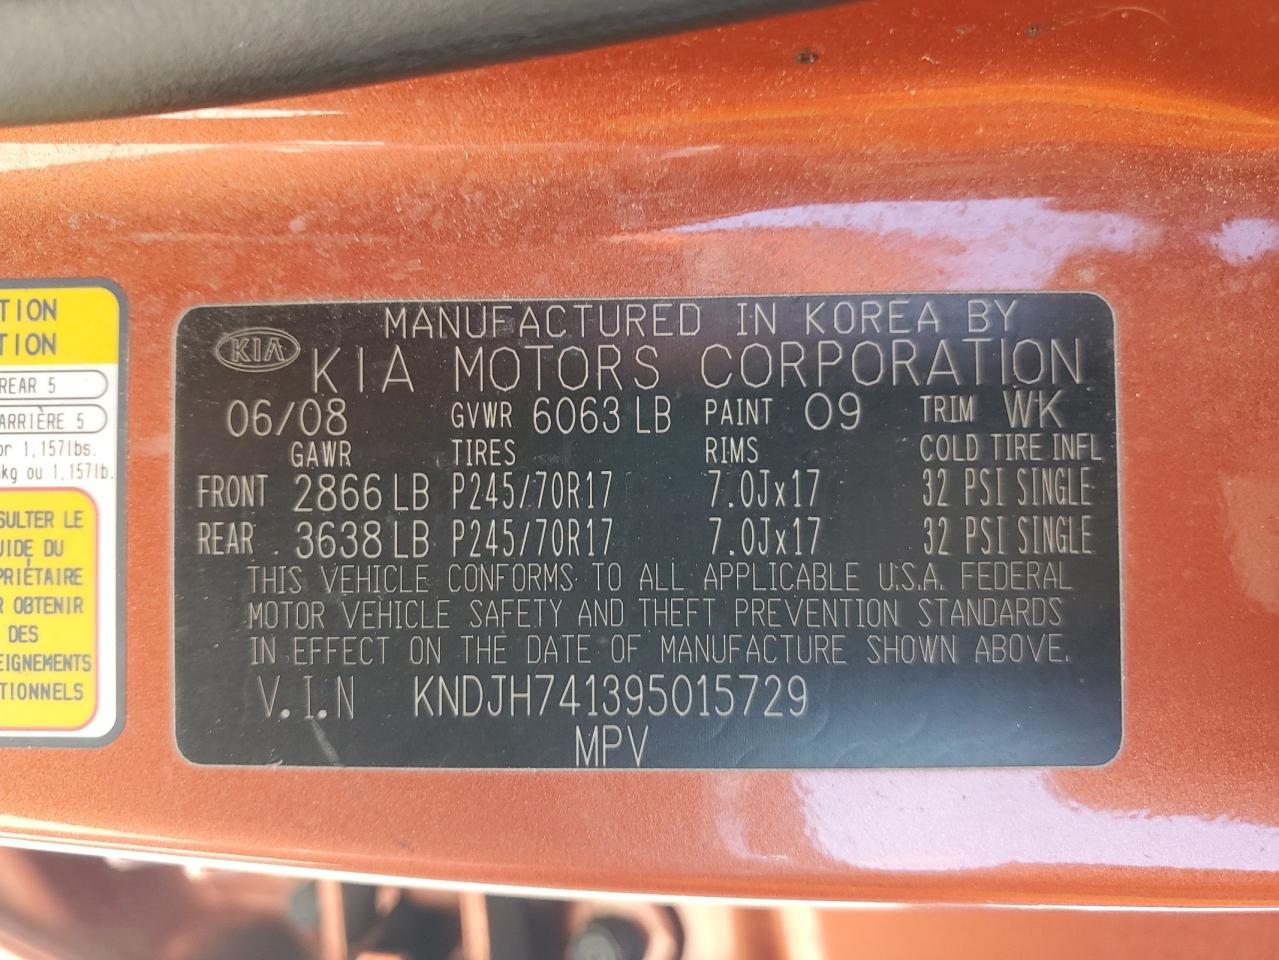 TION
TION
REAR 5
ARRIÈRE 5
or 1,157lbs.
kg ou 1,157lb.
SULTER LE
UIDE DU
PRIÉTAIRE
R OBTENIR
DES
EIGNEMENTS
TIONNELS
MANUFACTURED IN KOREA BY
KIA KIA MOTORS CORPORATION
06/08 GVWR 6063 LB PAINT O9 TRIM WK
GAWR TIRES RIMS COLD TIRE INFL
FRONT 2866 LB P245/70R17 7.0Jx17 32 PSI SINGLE
REAR 3638 LB P245/70R17 7.0Jx17 32 PSI SINGLE
THIS VEHICLE CONFORMS TO ALL APPLICABLE U.S.A. FEDERAL
MOTOR VEHICLE SAFETY AND THEFT PREVENTION STANDARDS
IN EFFECT ON THE DATE OF MANUFACTURE SHOWN ABOVE.
V.I.N KNDJH741395015729
MPV